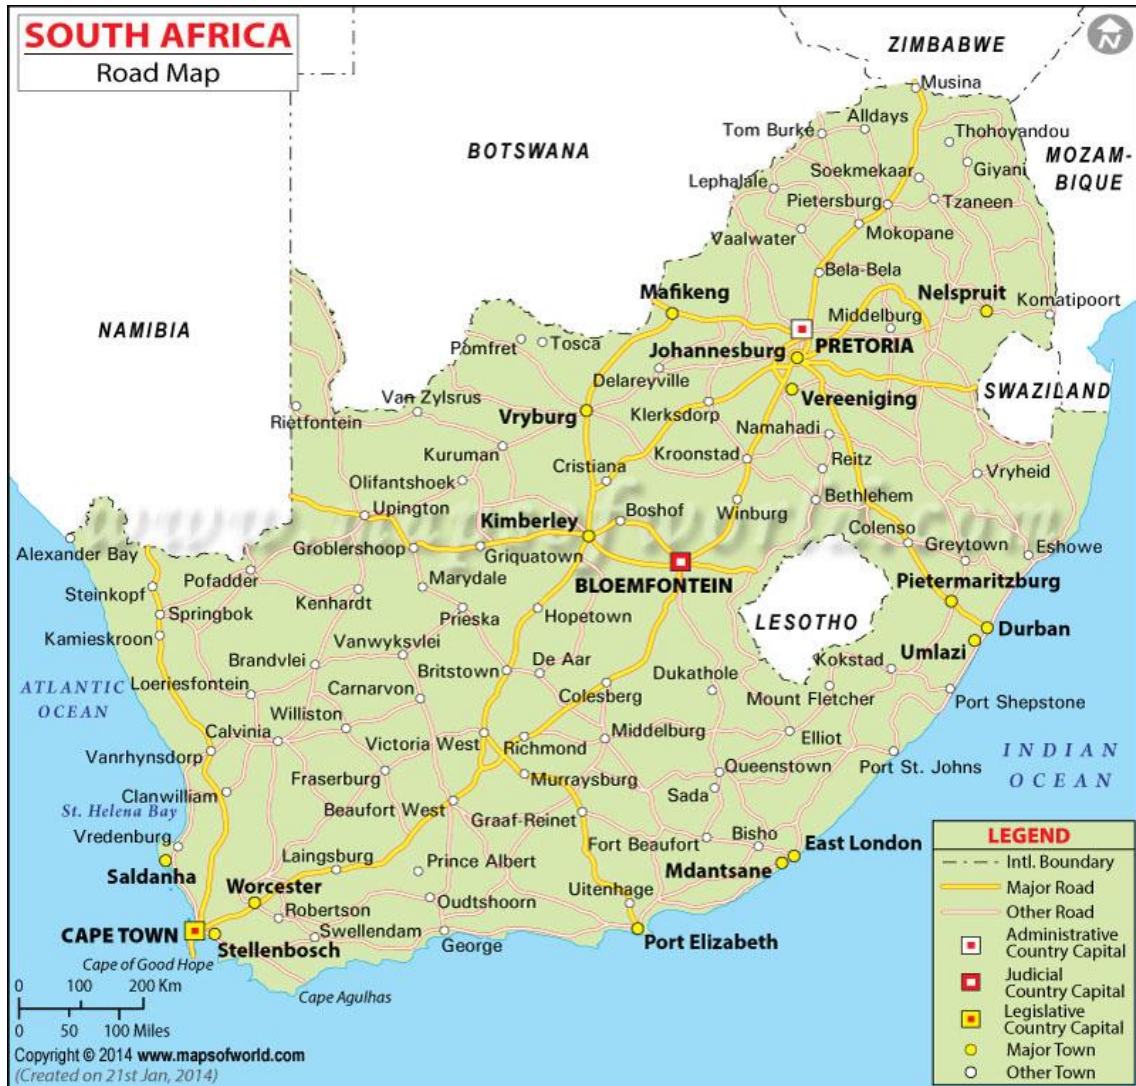 SOUTH AFRICA
Road Map
ZIMBABWE
N
Musina
Alldays
Tom Burke
Thohoyandou
BOTSWANA
MOZAM-
BIQUE
Soekmekaar
Giyani
Lephalale
Pietersburg
Tzaneen
Vaalwater
Mokopane
Bela-Bela
Mafikeng
Nelspruit
Komatipoort
NAMIBIA
Middelburg
Pomfret
Tosca
Johannesburg
PRETORIA
Delareyville
SWAZILAND
Van Zylsrus
Vereeniging
Rietfontein
Vryburg
Klerksdorp
Namahadi
Kuruman
Cristiana
Kroonstad
Reitz
Olifantshoek
Vryheid
Bethlehem
Upington
Kimberley
Boshof
Winburg
www.mapsofworld.com
Colenso
Alexander Bay
Groblershoop
Griquatown
Greytown
Eshowe
Pofadder
BLOEMFONTEIN
Pietermaritzburg
Steinkopf
Marydale
Springbok
Kenhardt
Prieska
Hopetown
LESOTHO
Durban
Kamieskroon
Vanwyksvlei
Umlazi
Brandvlei
Britstown
De Aar
Kokstad
Dukathole
ATLANTIC
OCEAN
Loeriesfontein
Carnarvon
Colesberg
Mount Fletcher
Port Shepstone
Williston
Calvinia
Victoria West
Richmond
Middelburg
Elliot
Vanrhynsdorp
INDIAN
OCEAN
Fraserburg
Murraysburg
Queenstown
Port St. Johns
Clanwilliam
St. Helena Bay
Beaufort West
Graaf-Reinet
Sada
Vredenburg
Fort Beaufort
Bisho
East London
Saldanha
Laingsburg
Prince Albert
Mdantsane
Worcester
Uitenhage
Robertson
Oudtshoorn
CAPE TOWN
Swellendam
Stellenbosch
George
Port Elizabeth
Cape of Good Hope
Cape Agulhas
0 100 200 Km
0 50 100 Miles
Copyright © 2014 www.mapsofworld.com
(Created on 21st Jan, 2014)
LEGEND
Intl. Boundary
Major Road
Other Road
Administrative
Country Capital
Judicial
Country Capital
Legislative
Country Capital
Major Town
Other Town